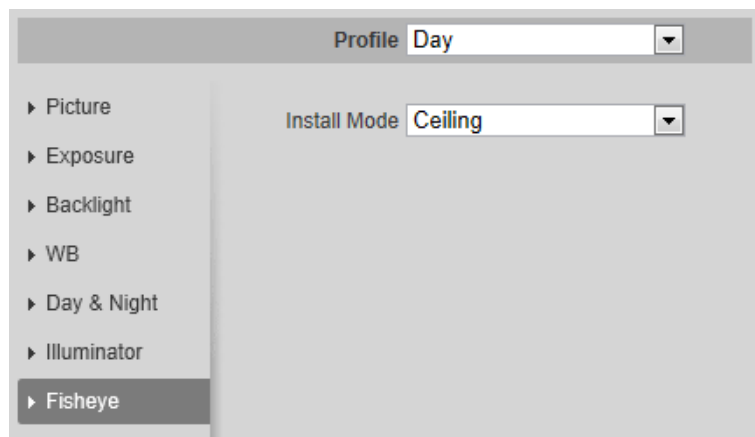 Profile Day
Picture
Install Mode Ceiling
Exposure
Backlight
WB
Day & Night
Illuminator
Fisheye